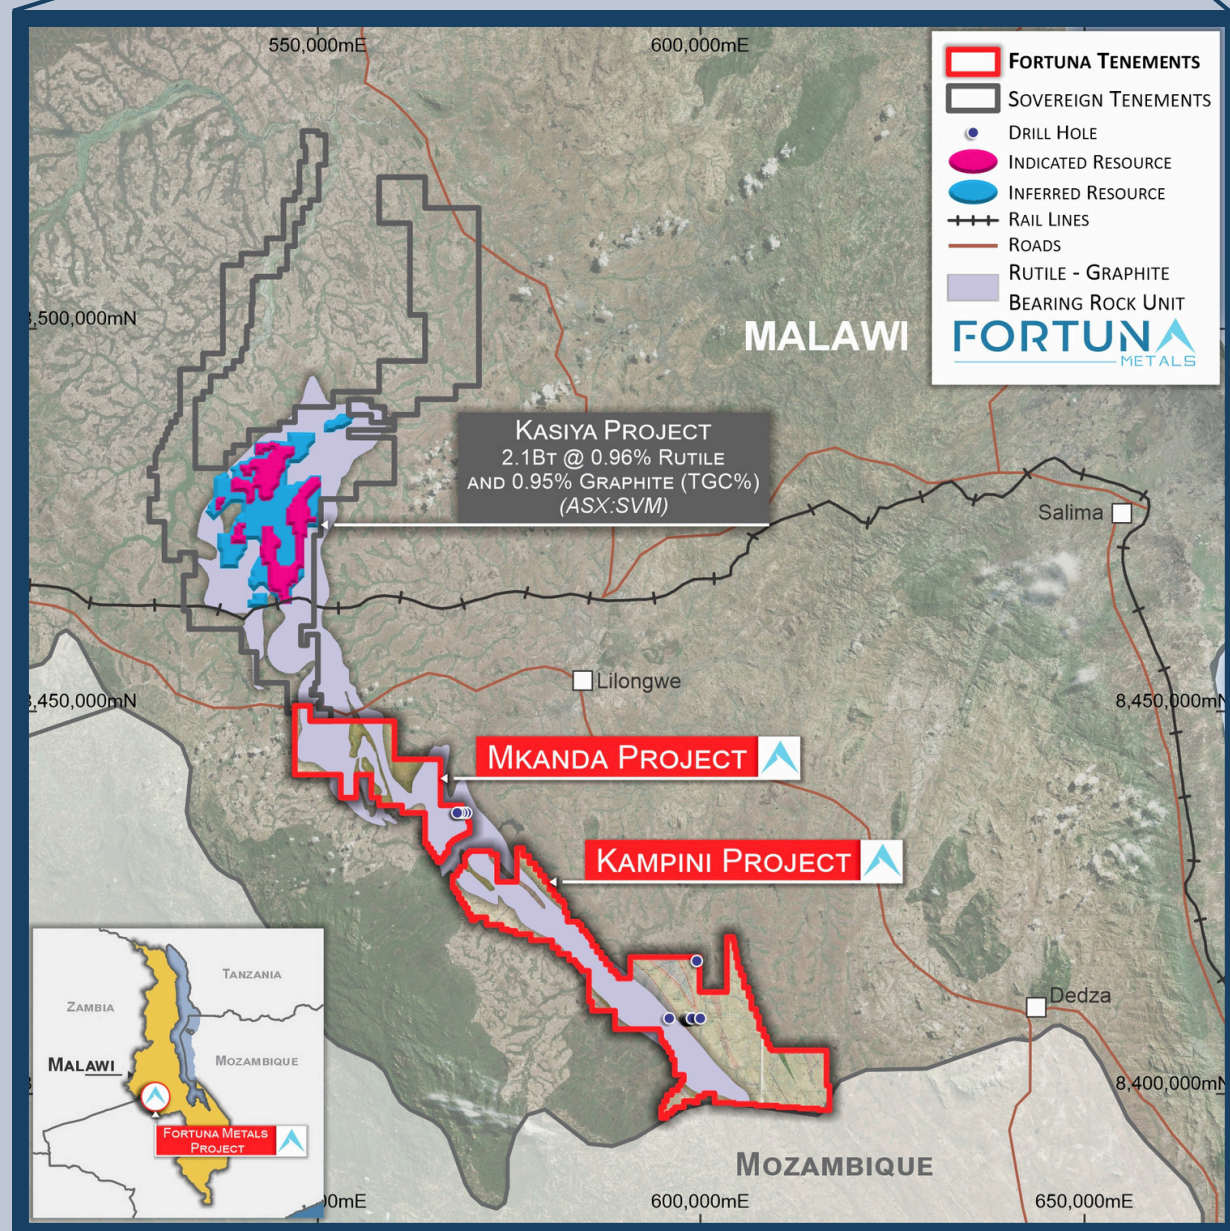 550,000mE
600,000mE
FORTUNA TENEMENTS
SOVEREIGN TENEMENTS
DRILL HOLE
INDICATED RESOURCE
INFERRED RESOURCE
RAIL LINES
ROADS
RUTILE - GRAPHITE
BEARING ROCK UNIT
FORTUNA
METALS
,500,000mN
MALAWI
KASIYA PROJECT
2.1BT @ 0.96% RUTILE
AND 0.95% GRAPHITE (TGC%)
(ASX:SVM)
Salima
Lilongwe
,450,000mN
8,450,000mN
MKANDA PROJECT
KAMPINI PROJECT
Dedza
8,400,000mN
TANZANIA
ZAMBIA
MOZAMBIQUE
MALAWI
FORTUNA METALS
PROJECT
MOZAMBIQUE
600,000mE
650,000mE